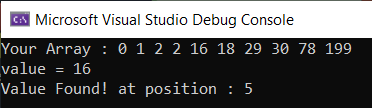 Microsoft Visual Studio Debug Console
Your Array : 0 1 2 2 16 18 29 30 78 199
value = 16
Value Found! at position : 5